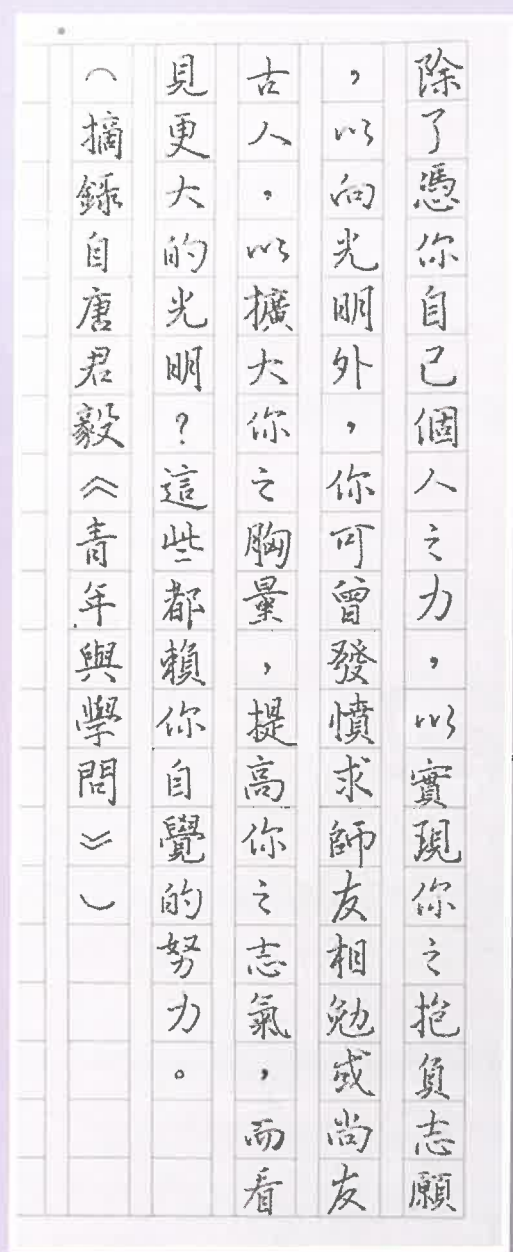 除了憑你自己個人之力，以實現你之抱負志願
，以向光明外，你可曾發憤求師友相勉或尚友
古人，以擴大你之胸量，提高你之志氣，而看
見更大的光明？這些都賴你自覺的努力。
（摘錄自唐君毅《青年與學問》）